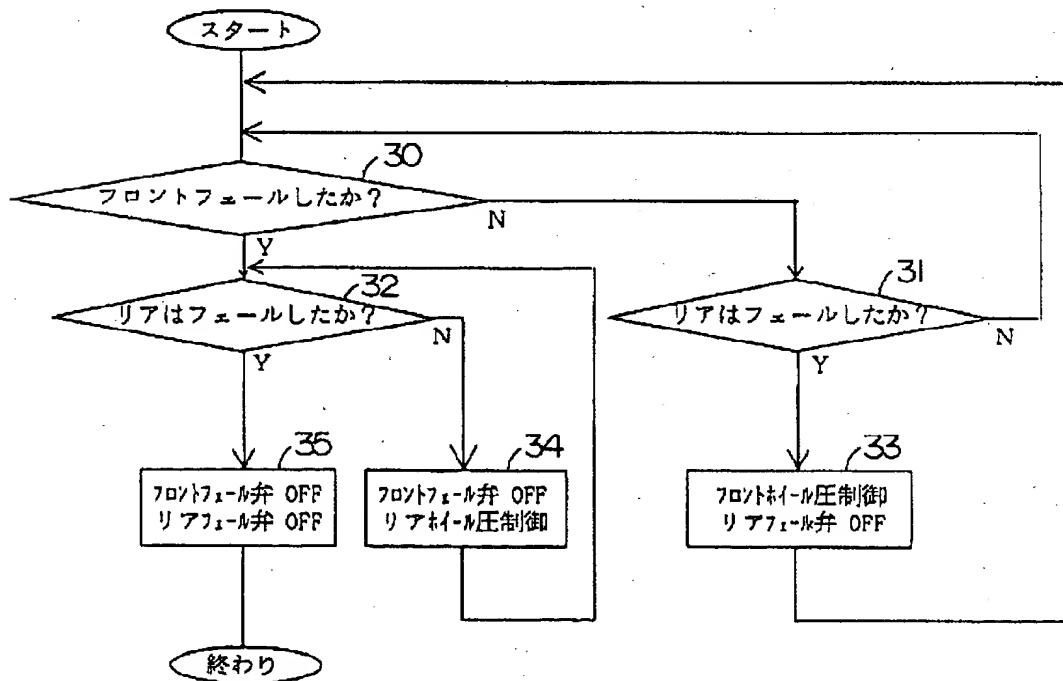 スタート
30
フロントフェールしたか?
N
Y
32
リアはフェールしたか?
N
Y
31
リアはフェールしたか?
N
Y
35
フロントフェール弁 OFF
リアフェール弁 OFF
34
フロントフェール弁 OFF
リアホイール圧制御
33
フロントホイール圧制御
リアフェール弁 OFF
終わり